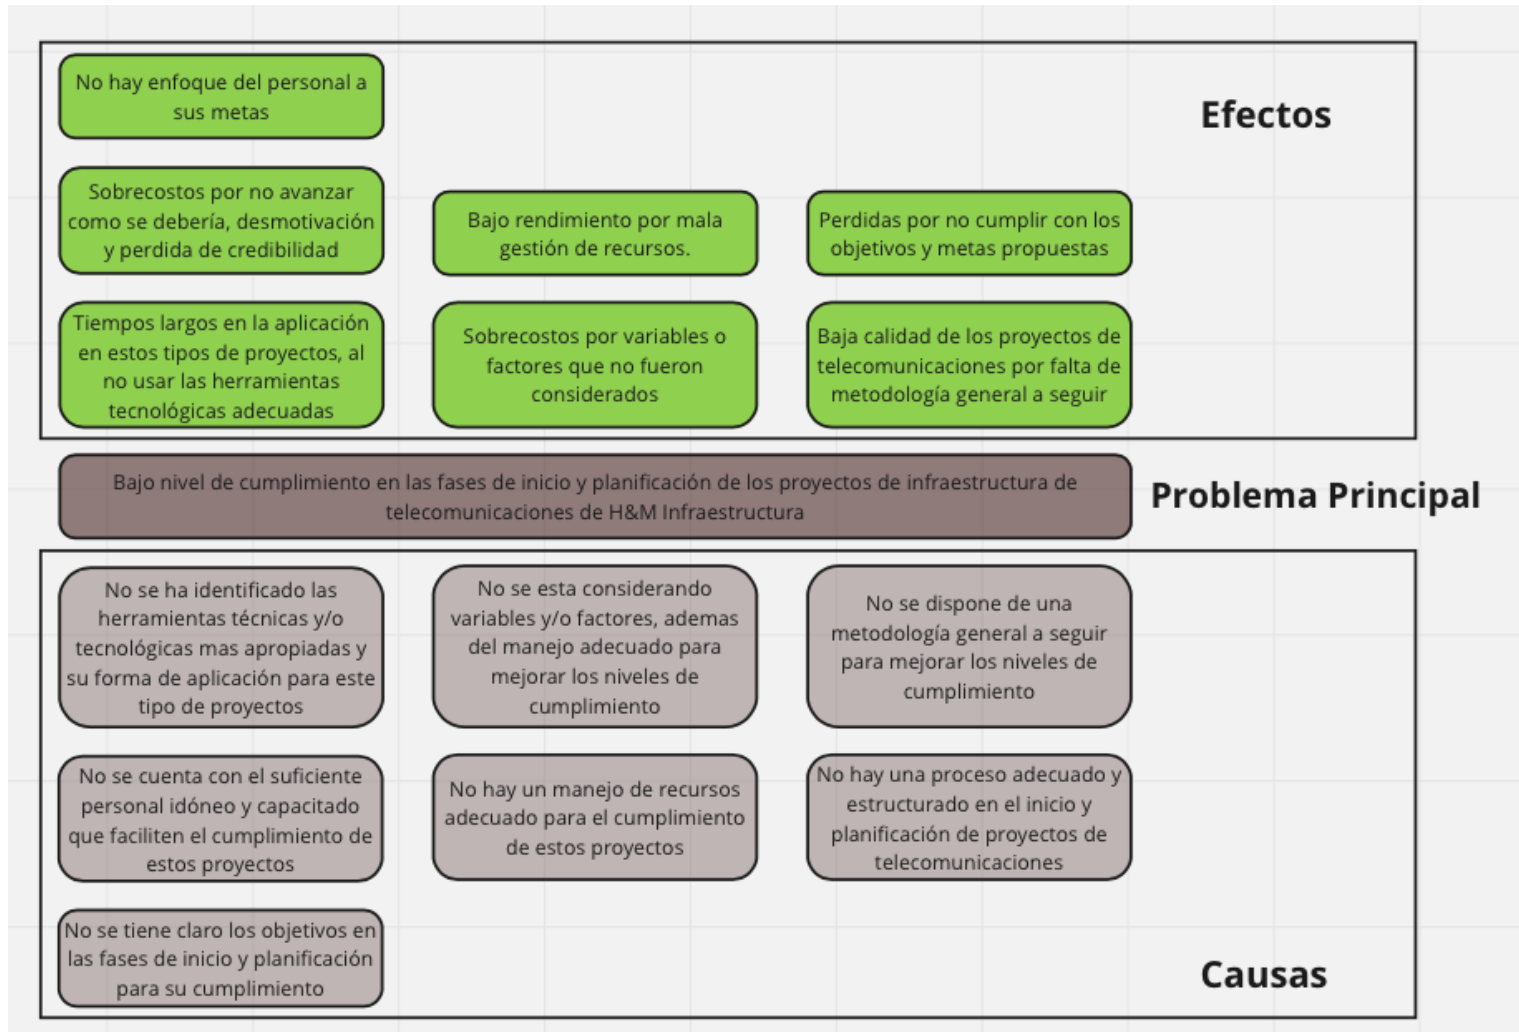 No hay enfoque del personal a
sus metas
Efectos
Sobrecostos por no avanzar
como se debería, desmotivación
y perdida de credibilidad
Bajo rendimiento por mala
gestión de recursos.
Perdidas por no cumplir con los
objetivos y metas propuestas
Tiempos largos en la aplicación
en estos tipos de proyectos, al
no usar las herramientas
tecnológicas adecuadas
Sobrecostos por variables o
factores que no fueron
considerados
Baja calidad de los proyectos de
telecomunicaciones por falta de
metodología general a seguir
Bajo nivel de cumplimiento en las fases de inicio y planificación de los proyectos de infraestructura de
telecomunicaciones de H&M Infraestructura
Problema Principal
No se ha identificado las
herramientas técnicas y/o
tecnológicas mas apropiadas y
su forma de aplicación para este
tipo de proyectos
No se esta considerando
variables y/o factores, ademas
del manejo adecuado para
mejorar los niveles de
cumplimiento
No se dispone de una
metodología general a seguir
para mejorar los niveles de
cumplimiento
No se cuenta con el suficiente
personal idóneo y capacitado
que faciliten el cumplimiento de
estos proyectos
No hay un manejo de recursos
adecuado para el cumplimiento
de estos proyectos
No hay una proceso adecuado y
estructurado en el inicio y
planificación de proyectos de
telecomunicaciones
No se tiene claro los objetivos en
las fases de inicio y planificación
para su cumplimiento
Causas